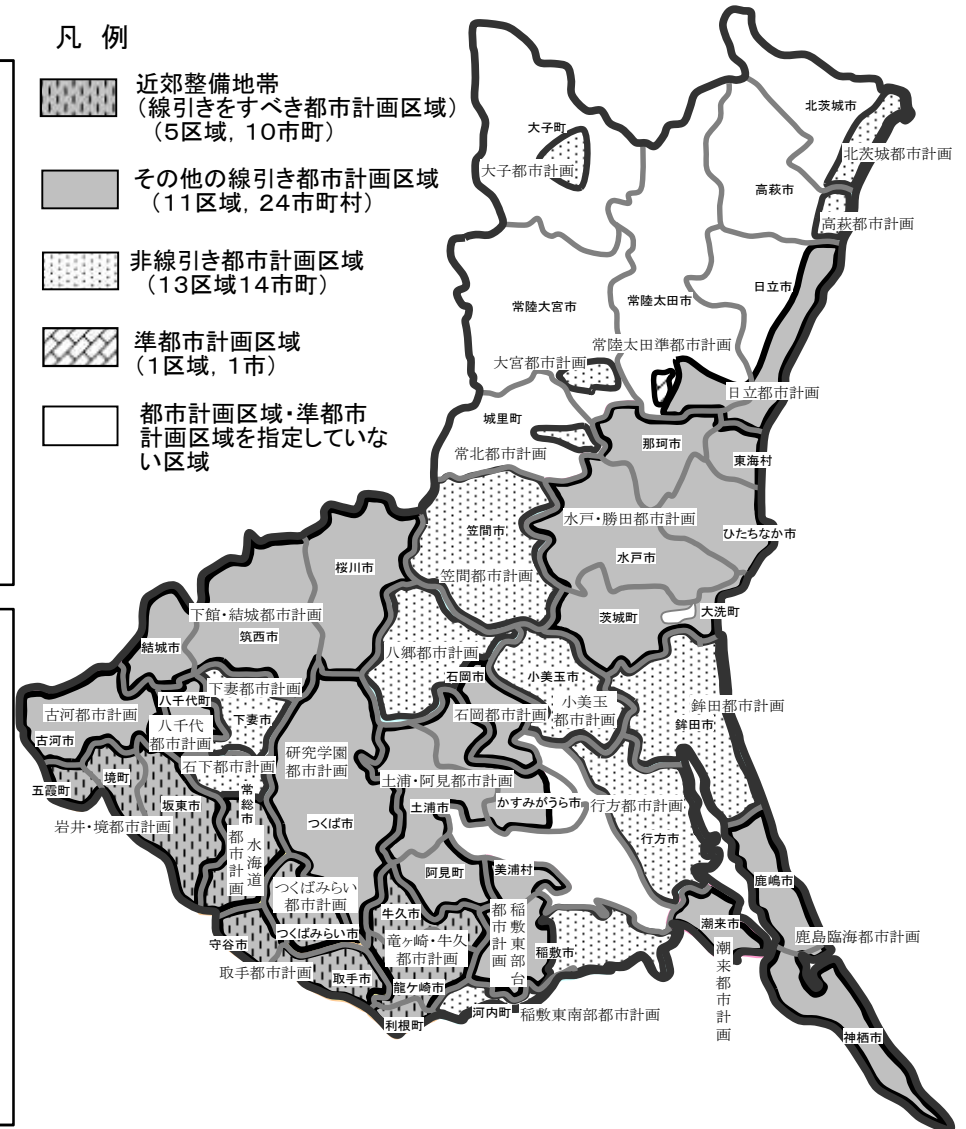 凡 例
近郊整備地帯
(線引きをすべき都市計画区域)
(5区域, 10市町)
その他の線引き都市計画区域
(11区域, 24市町村)
非線引き都市計画区域
(13区域14市町)
準都市計画区域
(1区域, 1市)
都市計画区域・準都市
計画区域を指定していな
い区域
北茨城市
大子町
北茨城都市計画
大子都市計画
高萩市
高萩都市計画
日立市
常陸大宮市
常陸太田市
常陸太田準都市計画
大宮都市計画
日立都市計画
城里町
那珂市
常北都市計画
東海村
水戸・勝田都市計画
笠間市
ひたちなか市
水戸市
桜川市
笠間都市計画
下館・結城都市計画
茨城町
大洗町
筑西市
結城市
八郷都市計画
石岡市
小美玉市
下妻都市計画
八千代町
鉾田都市計画
古河都市計画
下妻市
石岡都市計画
小美玉
都市計画
鉾田市
八千代
都市計画
古河市
研究学園
都市計画
石下都市計画
境町
土浦・阿見都市計画
五霞町
常総市
坂東市
かすみがうら市
行方都市計画
土浦市
つくば市
岩井・境都市計画
水海道
都市計画
行方市
阿見町
美浦村
鹿嶋市
つくばみらい
都市計画
牛久市
稲敷東部台
都市計画
潮来市
つくばみらい市
竜ヶ崎・牛久
都市計画
鹿島臨海都市計画
守谷市
稲敷市
潮来都市計画
取手都市計画
取手市
龍ケ崎市
河内町
稲敷東南部都市計画
利根町
神栖市